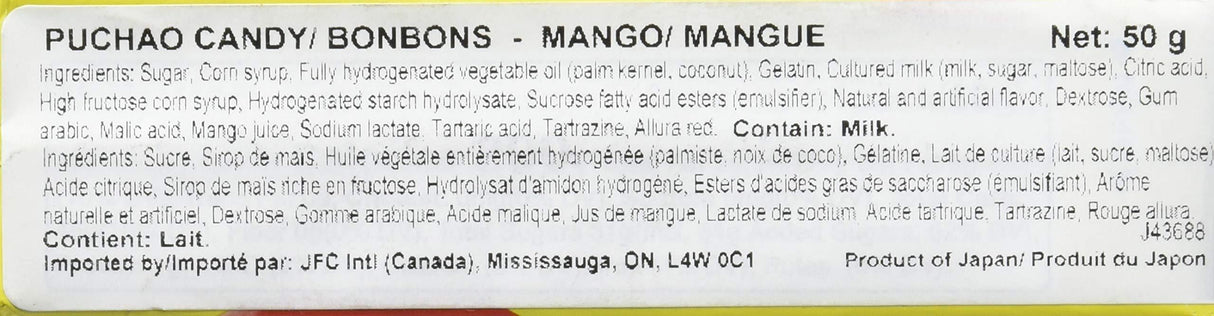 PUCHAO CANDY/ BONBONS - MANGO/ MANGUE Net: 50 g
Ingredients: Sugar, Corn syrup, Fully hydrogenated vegetable oil (palm kernel, coconut), Gelatin, Cultured milk (milk, sugar, maltose), Citric acid,
High fructose corn syrup, Hydrogenated starch hydrolysate, Sucrose fatty acid esters (emulsifier), Natural and artificial flavor, Dextrose, Gum
arabic, Malic acid, Mango juice, Sodium lactate, Tartaric acid, Tartrazine, Allura red. Contain: Milk.
Ingrédients: Sucre, Sirop de maïs, Huile végétale entièrement hydrogénée (palmiste, noix de coco), Gélatine, Lait de culture (lait, sucre, maltose)
Acide citrique, Sirop de maïs riche en fructose, Hydrolysat d'amidon hydrogéné, Esters d'acides gras de saccharose (émulsifiant), Arôme
naturelle et artificiel, Dextrose, Gomme arabique, Acide malique, Jus de mangue, Lactate de sodium, Acide tartrique, Tartrazine, Rouge allura.
Contient: Lait. J43688
Imported by/Importé par: JFC Intl (Canada), Mississauga, ON, L4W 0C1 Product of Japan/ Produit du Japon